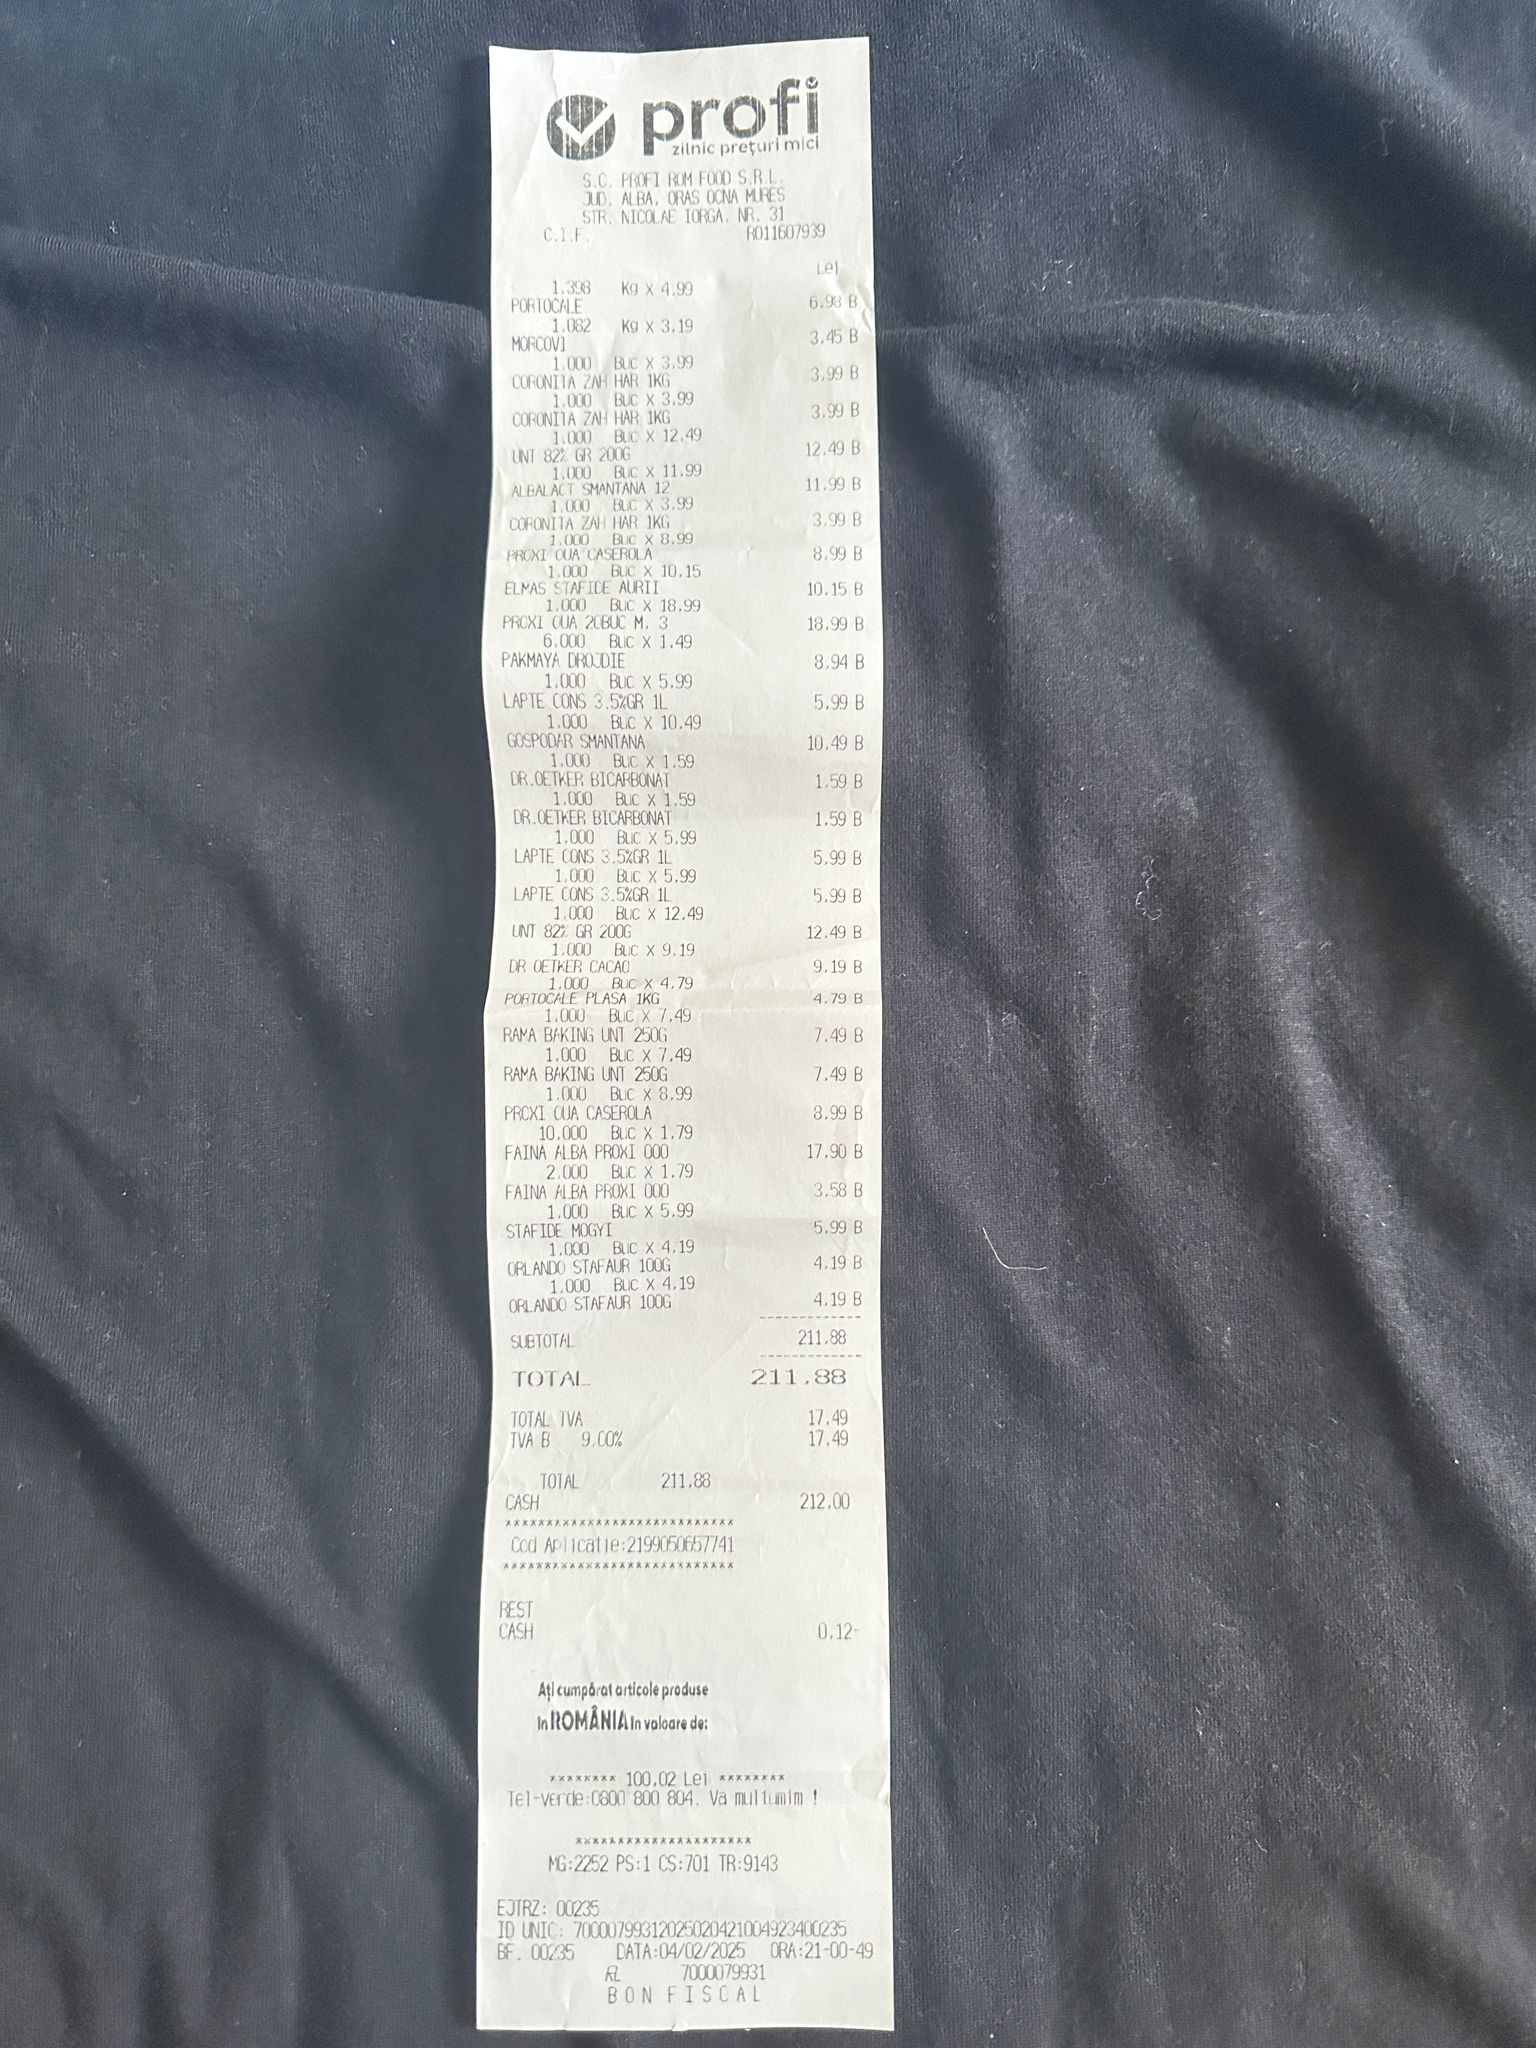 profi
zilnic prețuri mici
S.C. PROFI ROM FOOD S.R.L.
JUD. ALBA, ORAS OCNA MURES
STR. NICOLAE IORGA, NR. 31
C.I.F. RO11607939
Lei
1.398 Kg X 4.99
PORTOCALE 6.98 B
1.082 Kg X 3.19
MORCOVI 3.45 B
1.000 Buc X 3.99
CORONITA ZAH HAR 1KG 3.99 B
1.000 Buc X 3.99
CORONITA ZAH HAR 1KG 3.99 B
1.000 Buc X 12.49
UNT 82% GR 200G 12.49 B
1.000 Buc X 11.99
ALBALACT SMANTANA 12 11.99 B
1.000 Buc X 3.99
CORONITA ZAH HAR 1KG 3.99 B
1.000 Buc X 8.99
PROXI OUA CASEROLA 8.99 B
1.000 Buc X 10.15
ELMAS STAFIDE AURII 10.15 B
1.000 Buc X 18.99
PROXI OUA 20BUC M, 3 18.99 B
6.000 Buc X 1.49
PAKMAYA DROJDIE 8.94 B
1.000 Buc X 5.99
LAPTE CONS 3.5%GR 1L 5.99 B
1.000 Buc X 10.49
GOSPODAR SMANTANA 10.49 B
1.000 Buc X 1.59
DR.OETKER BICARBONAT 1.59 B
1.000 Buc X 1.59
DR.OETKER BICARBONAT 1.59 B
1.000 Buc X 5.99
LAPTE CONS 3.5%GR 1L 5.99 B
1.000 Buc X 5.99
LAPTE CONS 3.5%GR 1L 5.99 B
1.000 Buc X 12.49
UNT 82% GR 200G 12.49 B
1.000 Buc X 9.19
DR OETKER CACAO 9.19 B
1.000 Buc X 4.79
PORTOCALE PLASA 1KG 4.79 B
1.000 Buc X 7.49
RAMA BAKING UNT 250G 7.49 B
1.000 Buc X 7.49
RAMA BAKING UNT 250G 7.49 B
1.000 Buc X 8.99
PROXI OUA CASEROLA 8.99 B
10.000 Buc X 1.79
FAINA ALBA PROXI 000 17.90 B
2.000 Buc X 1.79
FAINA ALBA PROXI 000 3.58 B
1.000 Buc X 5.99
STAFIDE MOGYI 5.99 B
1.000 Buc X 4.19
ORLANDO STAFAUR 100G 4.19 B
1.000 Buc X 4.19
ORLANDO STAFAUR 100G 4.19 B
------------
SUBTOTAL 211.88
------------
TOTAL 211.88
TOTAL TVA 17.49
TVA B 9.00% 17.49
TOTAL 211.88
CASH 212.00
****************************
Cod Aplicatie:2199050657741
****************************
REST
CASH 0.12-
Ați cumpărat articole produse
în ROMÂNIA în valoare de:
******** 100.02 Lei ********
Tel-verde:0800 800 804. Va multumim !
*********************
MG:2252 PS:1 CS:701 TR:9143
EJTRZ: 00235
ID UNIC: 7000079931202502042100492340​0235
BF. 00235 DATA:04/02/2025 ORA:21-00-49
7000079931
BON FISCAL